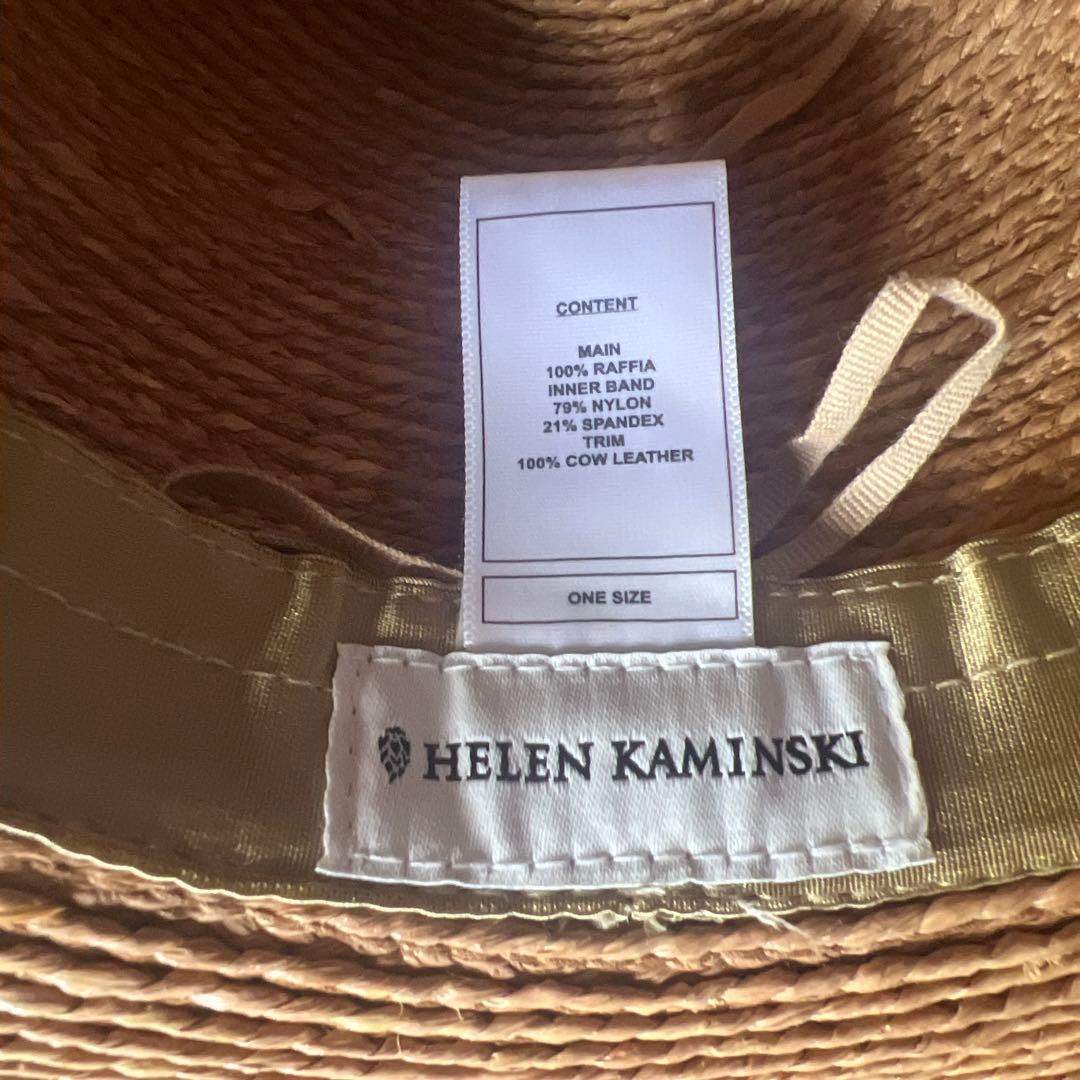 CONTENT
MAIN
100% RAFFIA
INNER BAND
79% NYLON
21% SPANDEX
TRIM
100% COW LEATHER
ONE SIZE
HELEN KAMINSKI